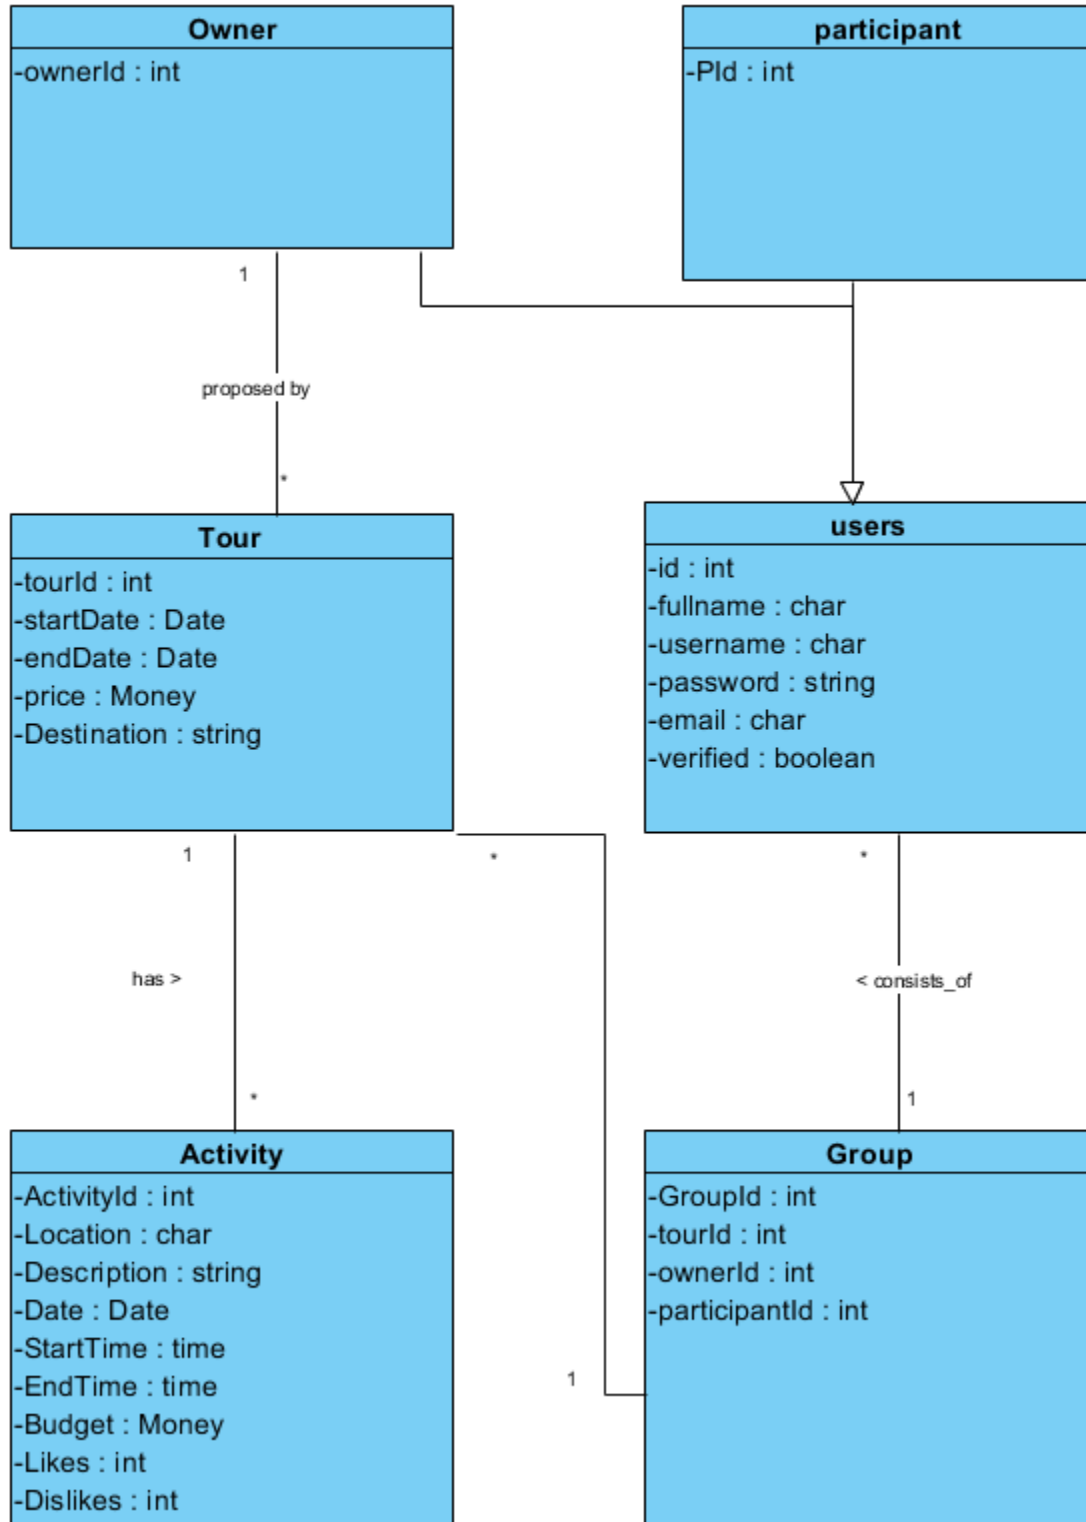 Owner
-ownerId : int
participant
-PId : int
1
proposed by
*
Tour
-tourId : int
-startDate : Date
-endDate : Date
-price : Money
-Destination : string
users
-id : int
-fullname : char
-username : char
-password : string
-email : char
-verified : boolean
1
*
*
has >
< consists_of
*
1
Activity
-ActivityId : int
-Location : char
-Description : string
-Date : Date
-StartTime : time
-EndTime : time
-Budget : Money
-Likes : int
-Dislikes : int
1
Group
-GroupId : int
-tourId : int
-ownerId : int
-participantId : int